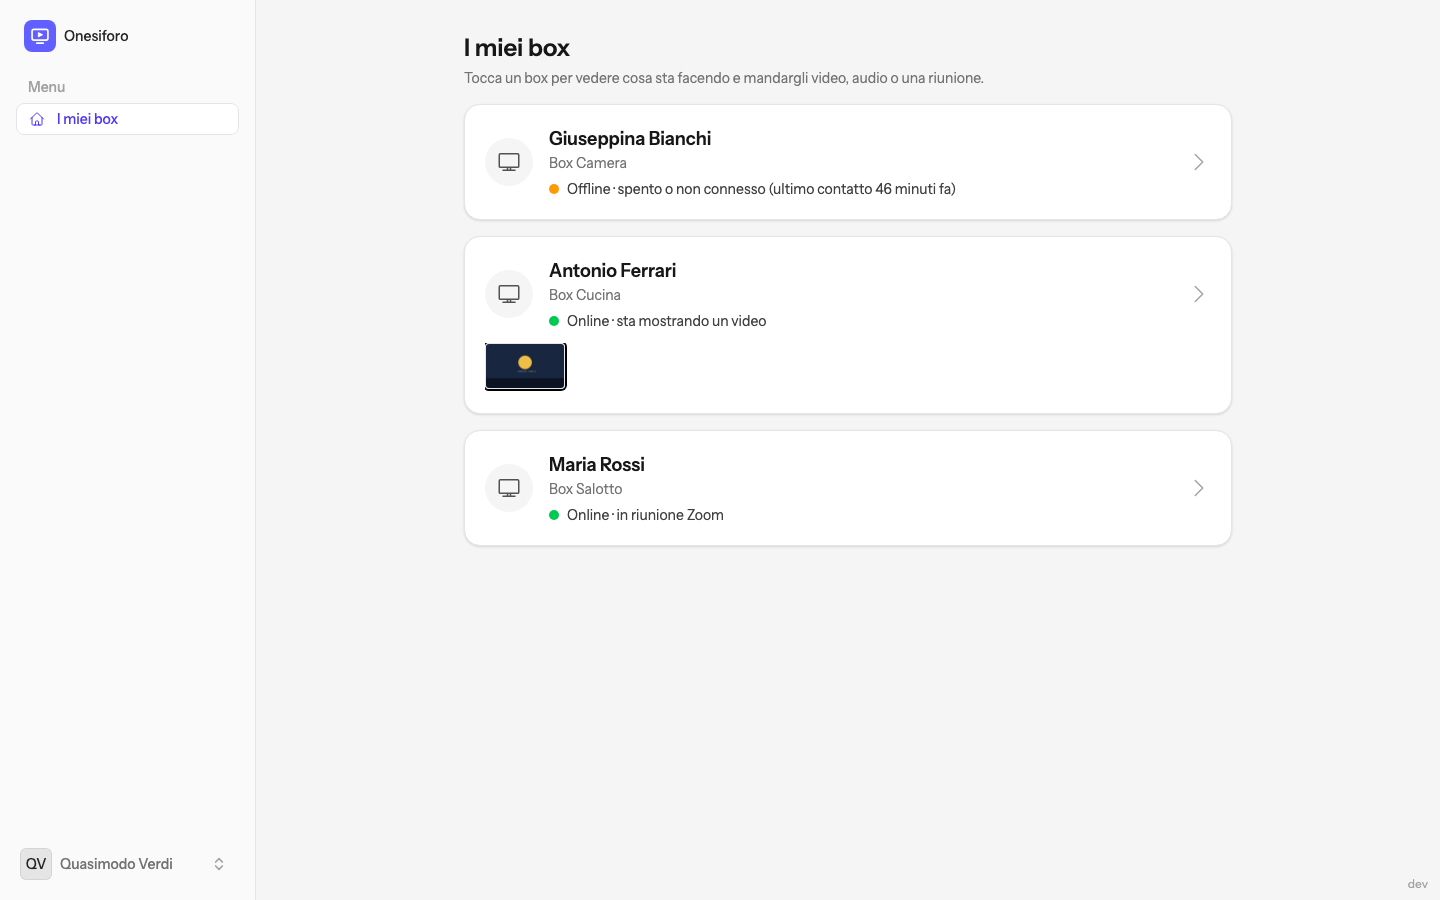 Onesiforo
Menu
I miei box
QV
Quasimodo Verdi
I miei box
Tocca un box per vedere cosa sta facendo e mandargli video, audio o una riunione.
Giuseppina Bianchi
Box Camera
Offline · spento o non connesso (ultimo contatto 46 minuti fa)
Antonio Ferrari
Box Cucina
Online · sta mostrando un video
Maria Rossi
Box Salotto
Online · in riunione Zoom
dev